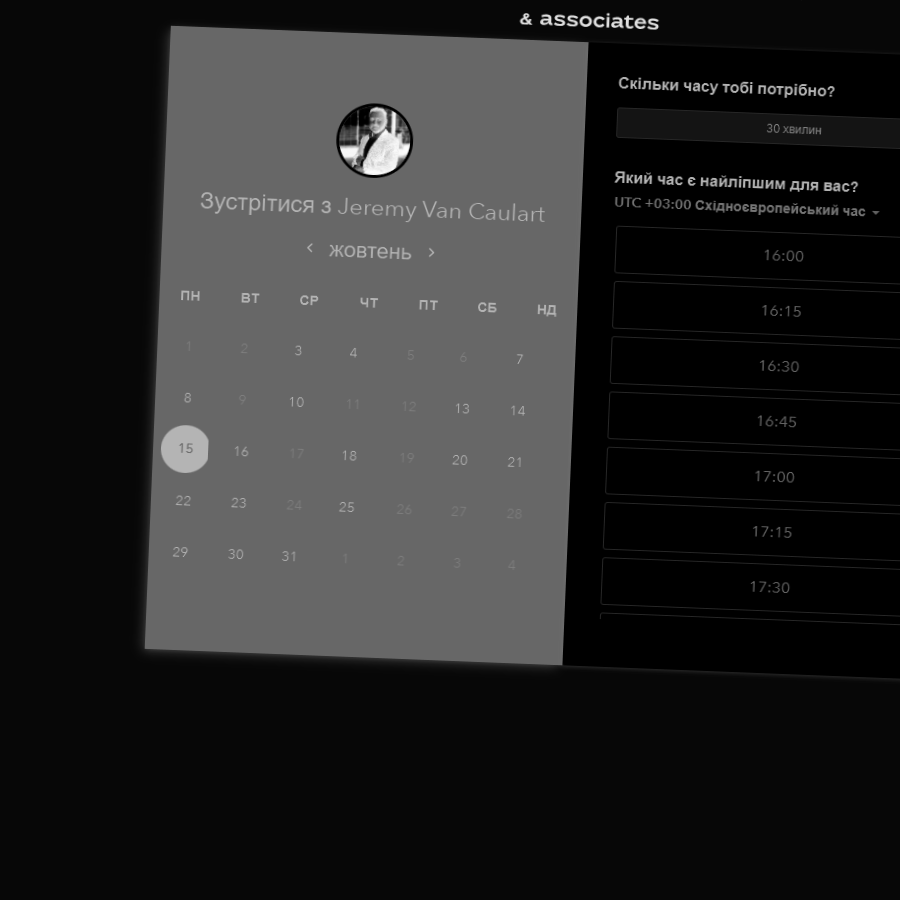 & associates
Зустрітися з Jeremy Van Caulart
жовтень
ПН ВТ СР ЧТ ПТ СБ НД
1 2 3 4 5 6 7
8 9 10 11 12 13 14
15 16 17 18 19 20 21
22 23 24 25 26 27 28
29 30 31 1 2 3 4
Скільки часу тобі потрібно?
30 хвилин
Який час є найліпшим для вас?
UTC +03:00 Східноєвропейський час
16:00
16:15
16:30
16:45
17:00
17:15
17:30